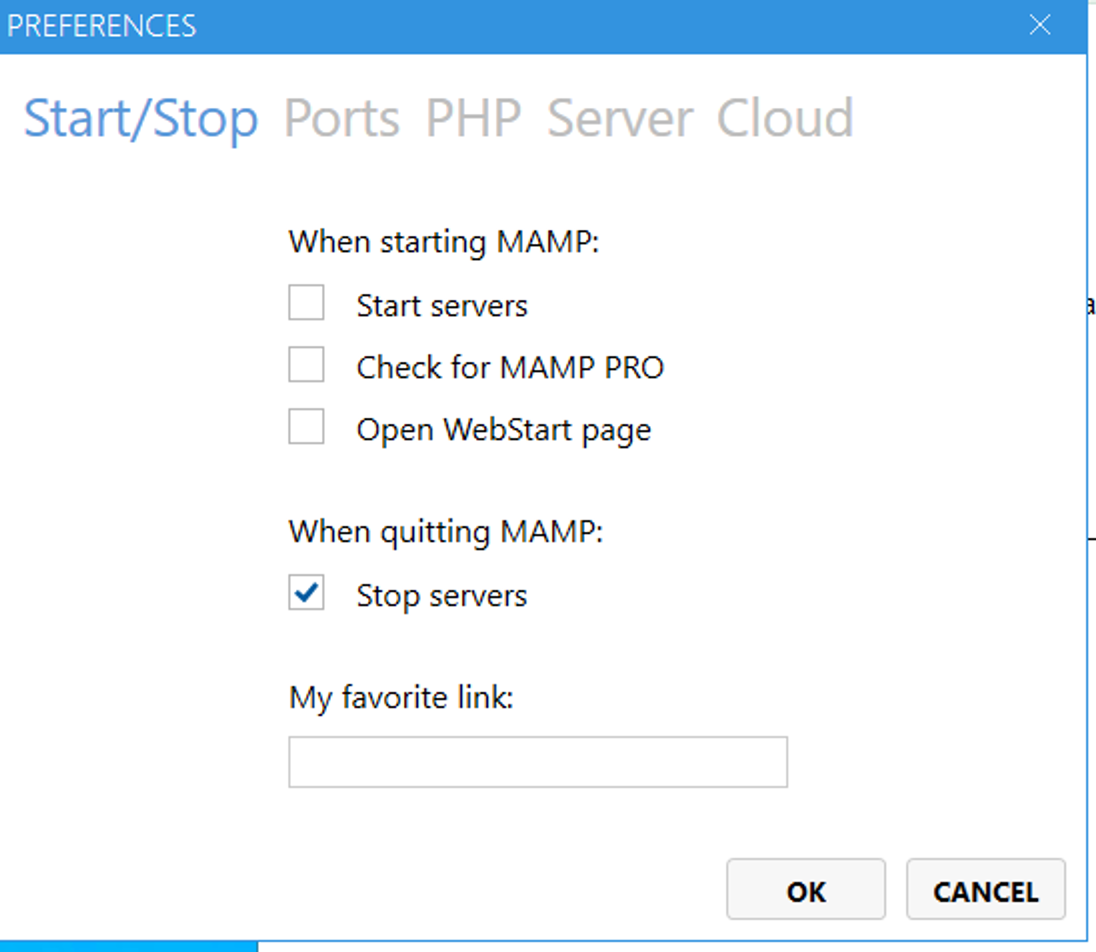 PREFERENCES
Start/Stop Ports PHP Server Cloud
When starting MAMP:
Start servers
Check for MAMP PRO
Open WebStart page
When quitting MAMP:
Stop servers
My favorite link:
OK CANCEL